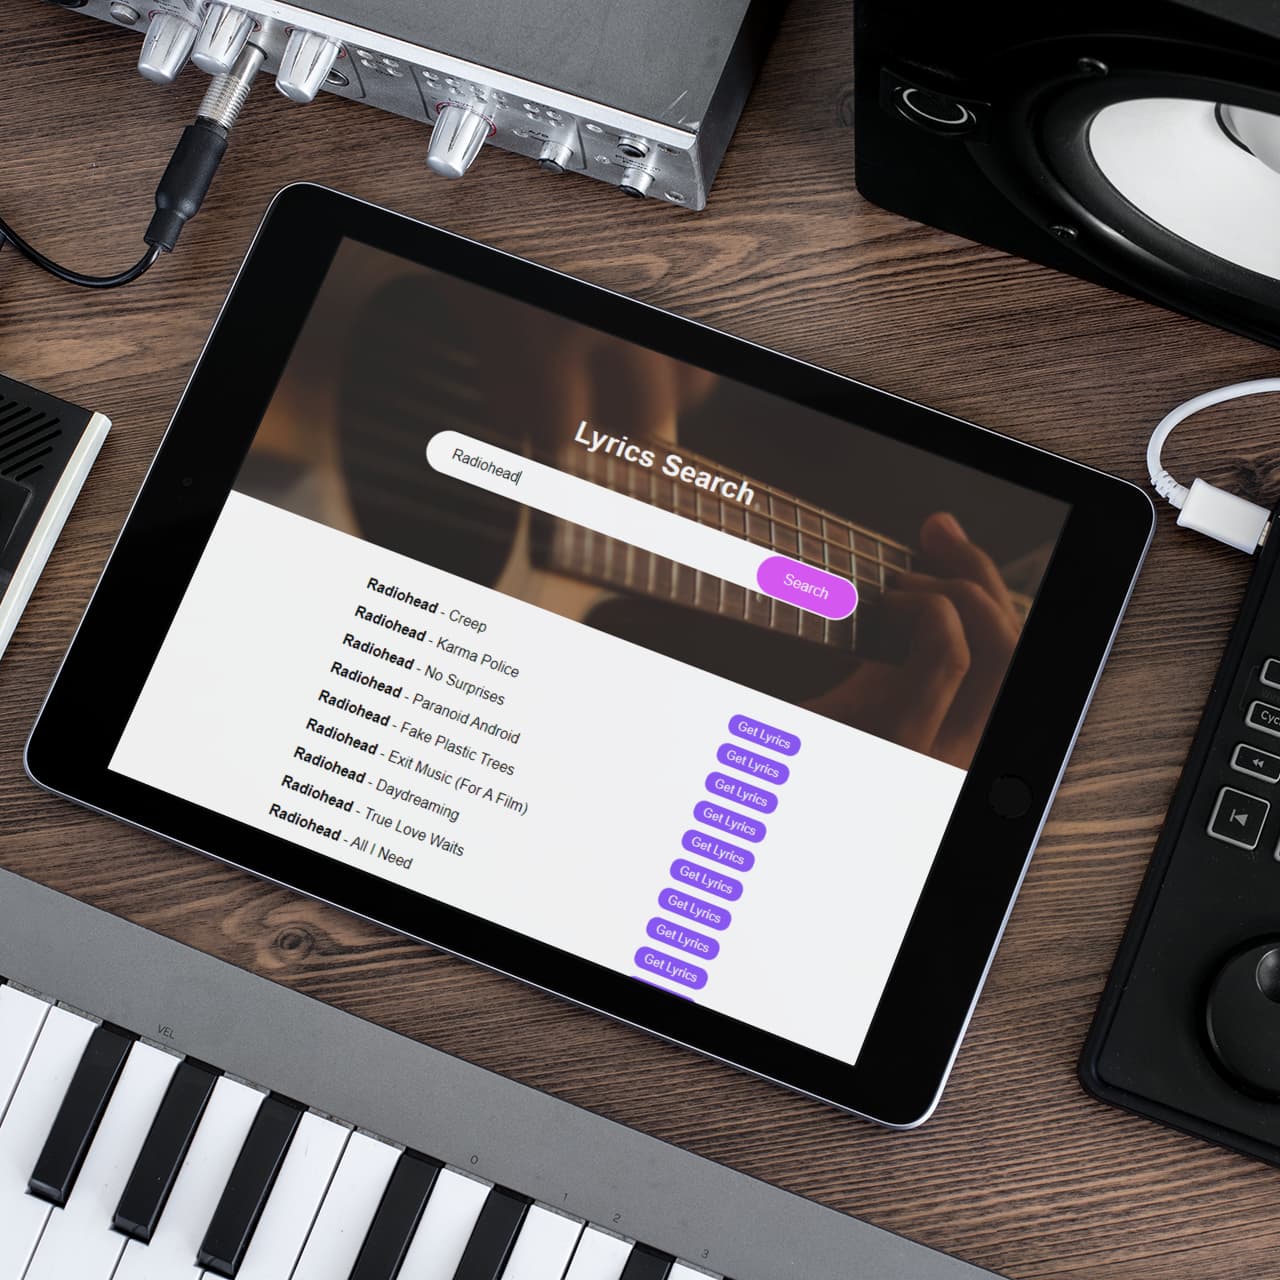 Lyrics Search
Radiohead
Search
Radiohead - Creep
Get Lyrics
Radiohead - Karma Police
Get Lyrics
Radiohead - No Surprises
Get Lyrics
Radiohead - Paranoid Android
Get Lyrics
Radiohead - Fake Plastic Trees
Get Lyrics
Radiohead - Exit Music (For A Film)
Get Lyrics
Radiohead - Daydreaming
Get Lyrics
Radiohead - True Love Waits
Get Lyrics
Radiohead - All I Need
Get Lyrics
VEL
0
1
2
3